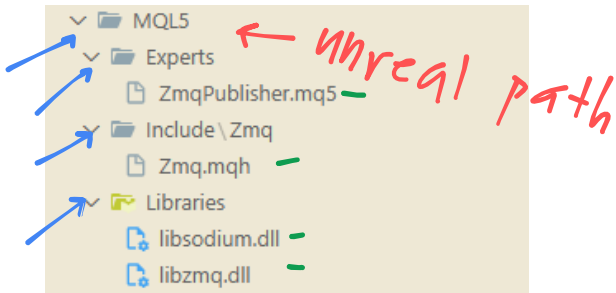 MQL5
unreal path
Experts
ZmqPublisher.mq5
Include\Zmq
Zmq.mqh
Libraries
libsodium.dll
libzmq.dll